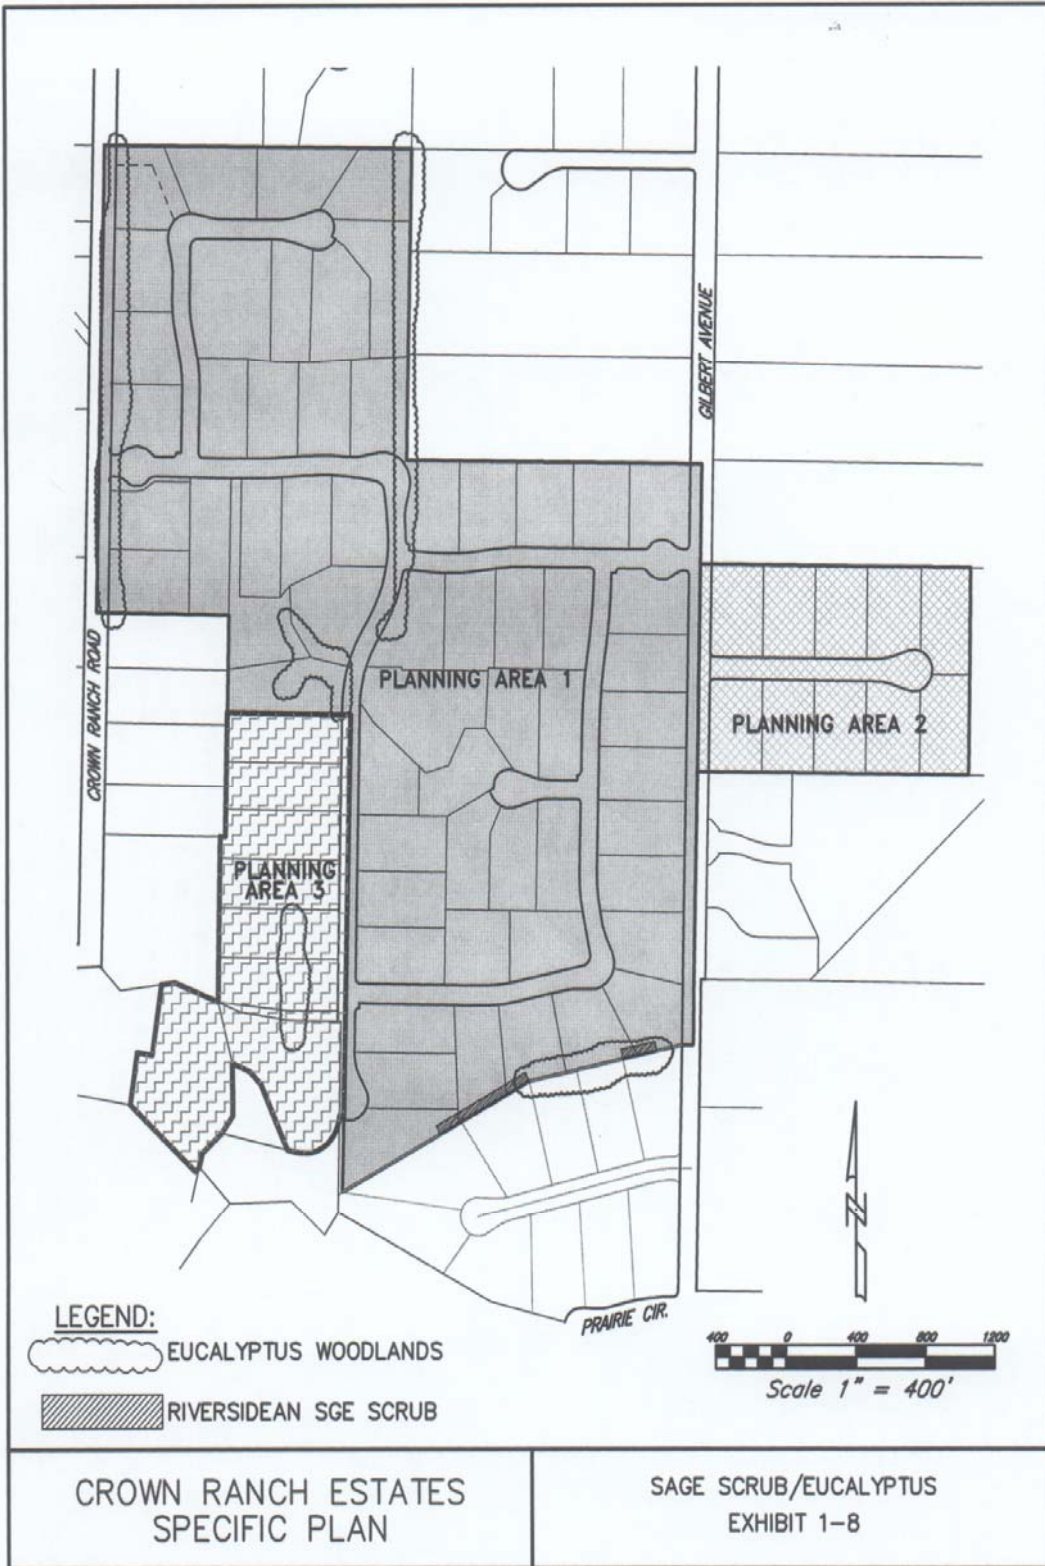 GILBERT AVENUE
CROWN RANCH ROAD
PLANNING AREA 1
PLANNING AREA 2
PLANNING
AREA 3
PRAIRIE CIR.
N
LEGEND:
EUCALYPTUS WOODLANDS
RIVERSIDEAN SGE SCRUB
400 0 400 800 1200
Scale 1" = 400'
CROWN RANCH ESTATES
SPECIFIC PLAN
SAGE SCRUB/EUCALYPTUS
EXHIBIT 1-8